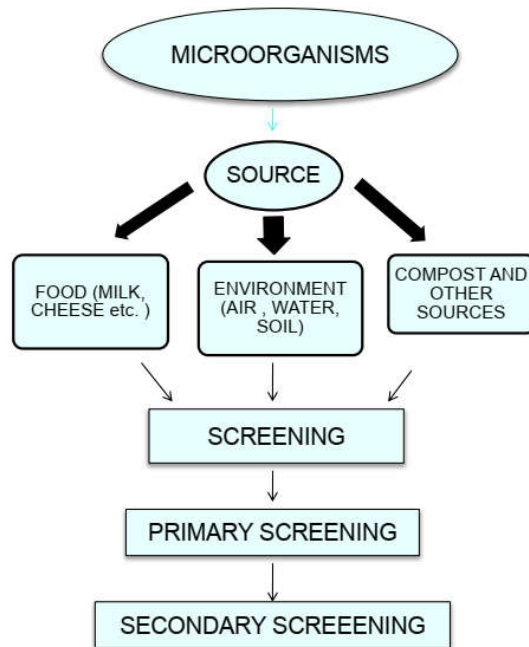 MICROORGANISMS
SOURCE
FOOD (MILK,
CHEESE etc. )
ENVIRONMENT
(AIR , WATER,
SOIL)
COMPOST AND
OTHER
SOURCES
SCREENING
PRIMARY SCREENING
SECONDARY SCREEENING